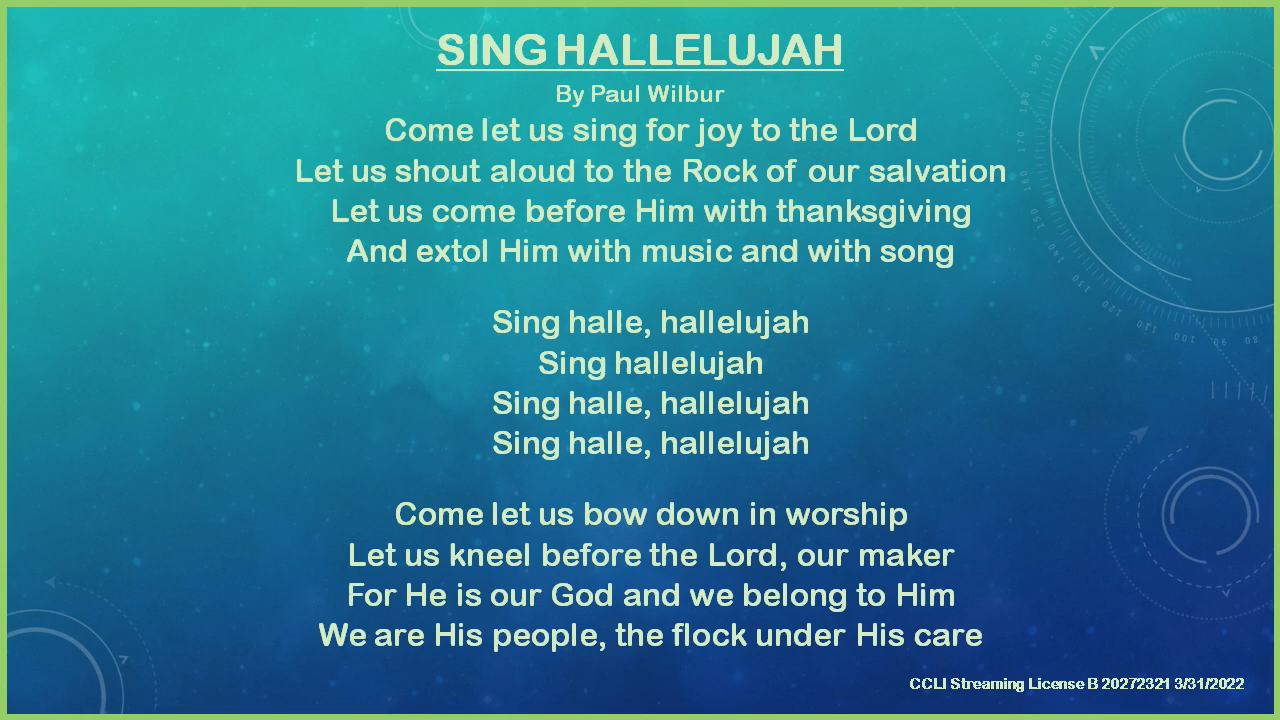 SING HALLELUJAH
By Paul Wilbur
Come let us sing for joy to the Lord
Let us shout aloud to the Rock of our salvation
Let us come before Him with thanksgiving
And extol Him with music and with song
Sing halle, hallelujah
Sing hallelujah
Sing halle, hallelujah
Sing halle, hallelujah
Come let us bow down in worship
Let us kneel before the Lord, our maker
For He is our God and we belong to Him
We are His people, the flock under His care
CCLI Streaming License B 20272321 3/31/2022